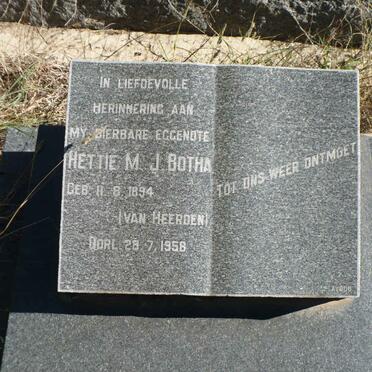 IN LIEFDEVOLLE
HERINNERING AAN
MY DIERBARE EGGENOTE
HETTIE M. J. BOTHA
GEB. 11. 8. 1894
(VAN HEERDEN)
OORL. 29. 7. 1958
TOT ONS WEER ONTMOET